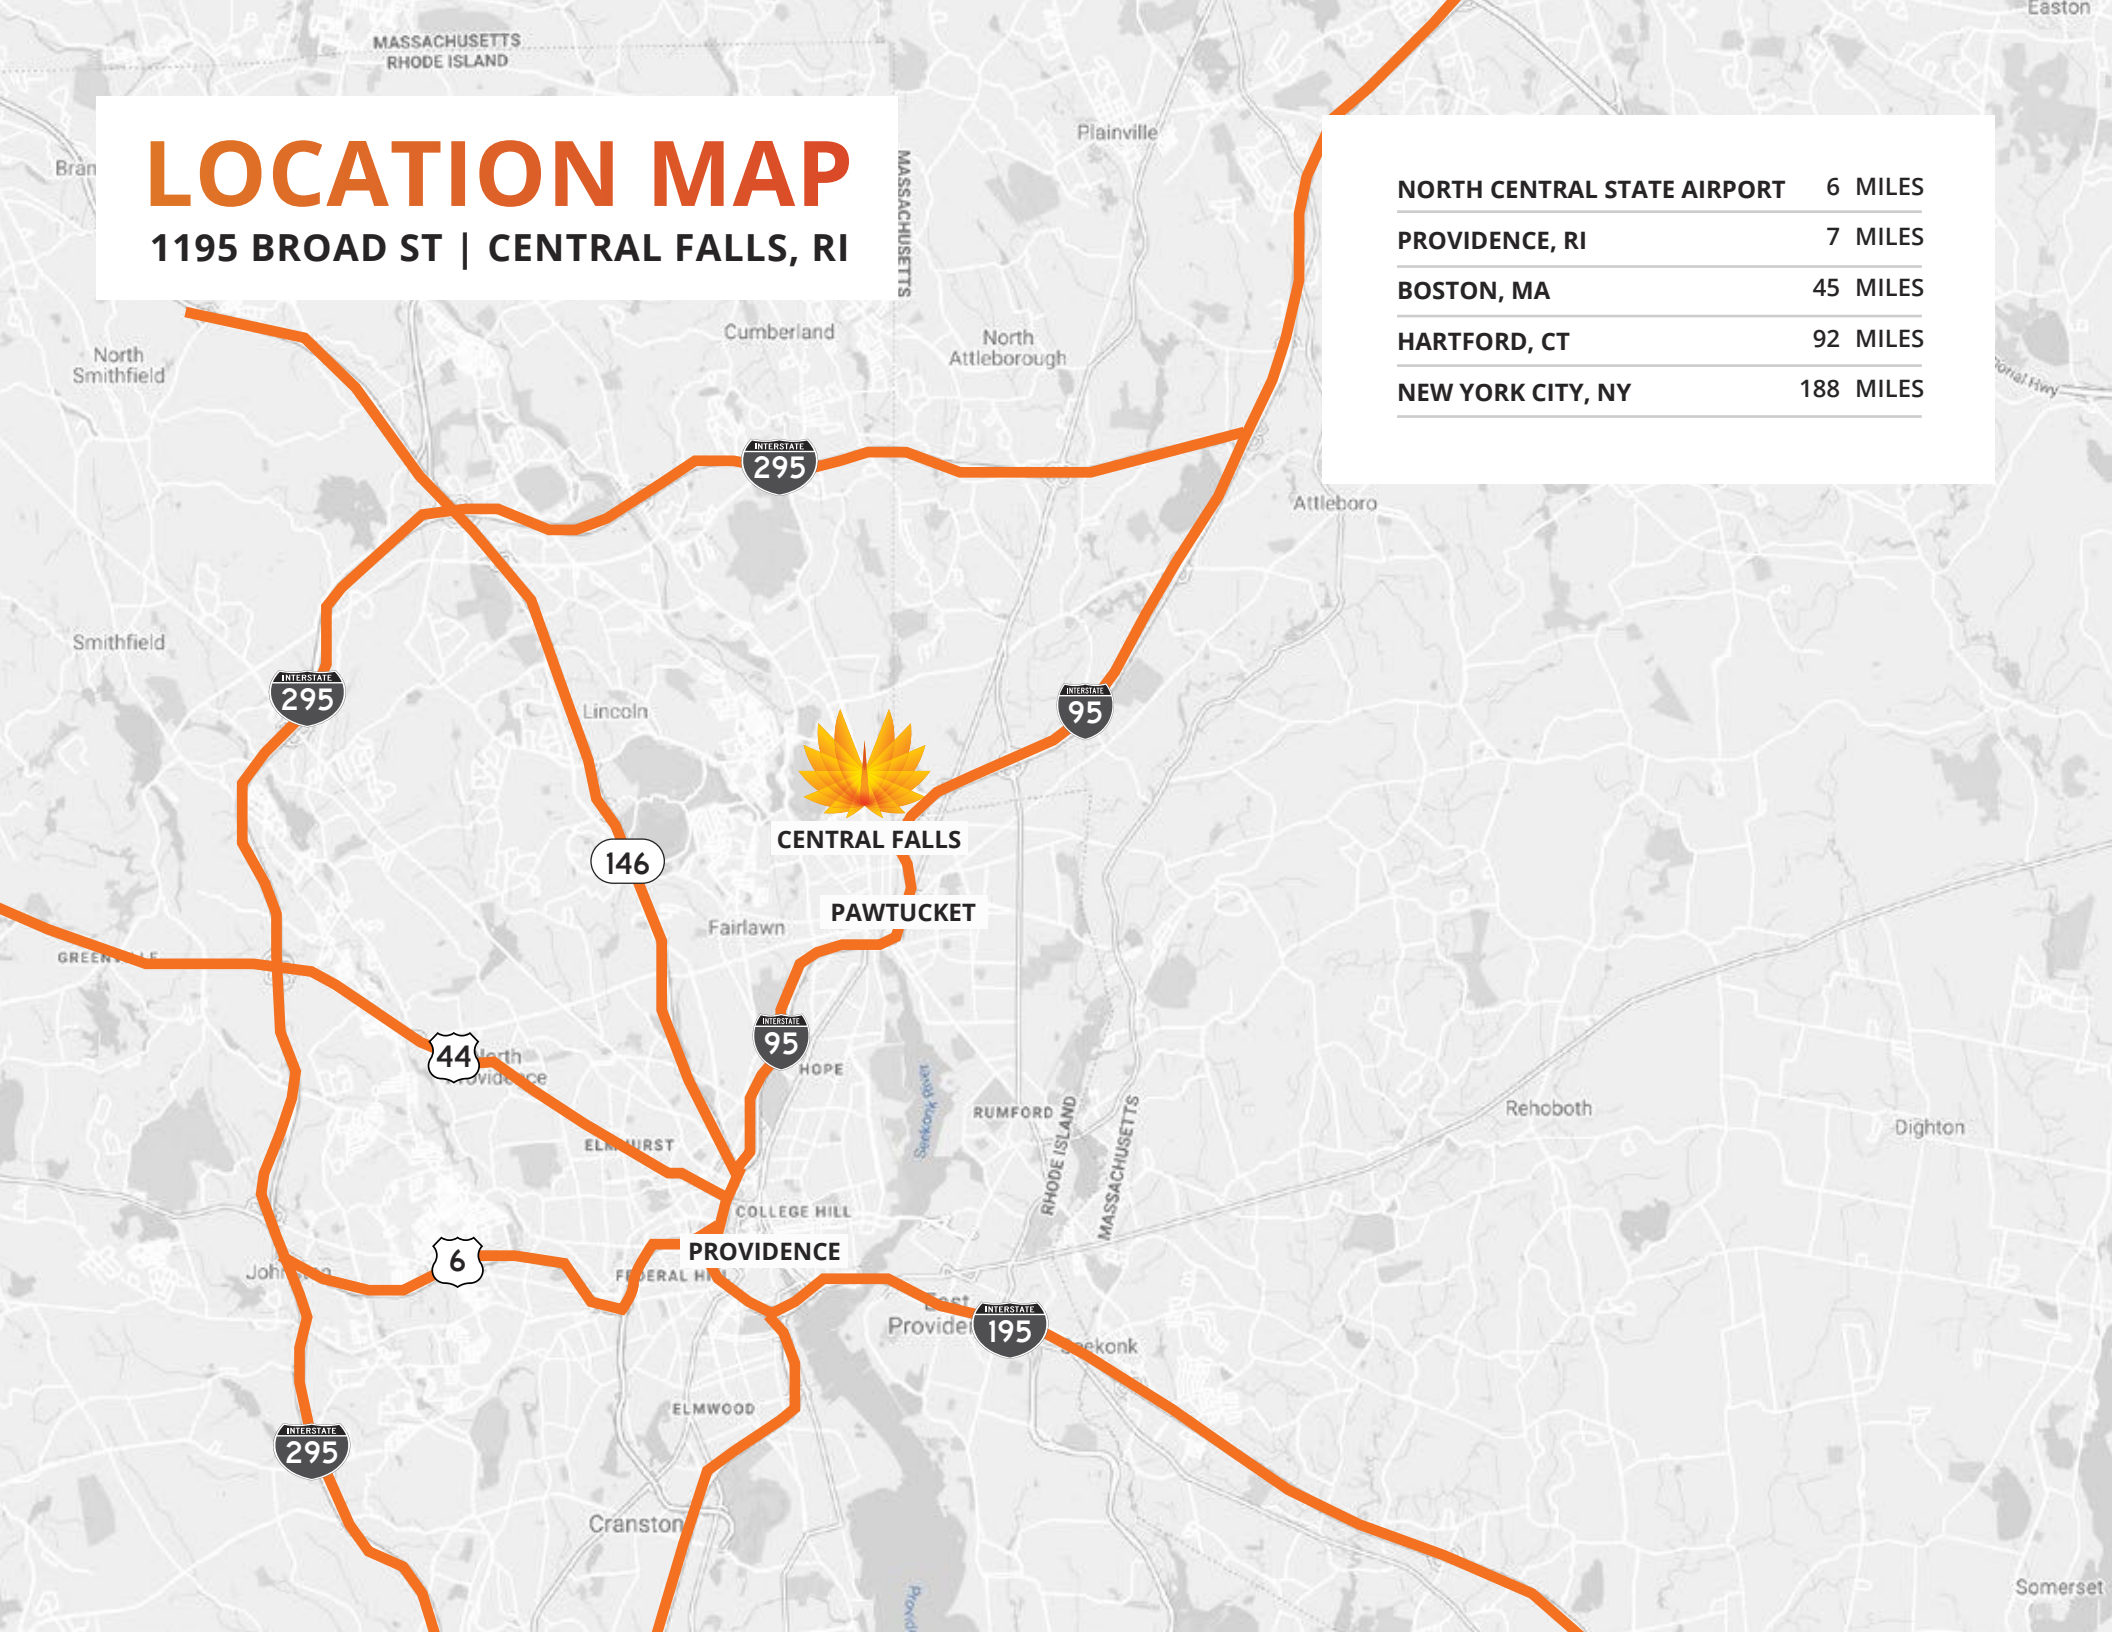 Easton
MASSACHUSETTS
RHODE ISLAND
Plainville
LOCATION MAP
1195 BROAD ST | CENTRAL FALLS, RI
MASSACHUSETTS
NORTH CENTRAL STATE AIRPORT 6 MILES
PROVIDENCE, RI 7 MILES
BOSTON, MA 45 MILES
HARTFORD, CT 92 MILES
NEW YORK CITY, NY 188 MILES
Cumberland
North
Attleborough
North
Smithfield
Hwy
INTERSTATE
295
Attleboro
Smithfield
INTERSTATE
295
Lincoln
INTERSTATE
95
CENTRAL FALLS
146
PAWTUCKET
Fairlawn
INTERSTATE
95
44
HOPE
Seekonk River
RUMFORD
RHODE ISLAND
MASSACHUSETTS
Rehoboth
Dighton
COLLEGE HILL
PROVIDENCE
6
INTERSTATE
195
ELMWOOD
INTERSTATE
295
Cranston
Somerset